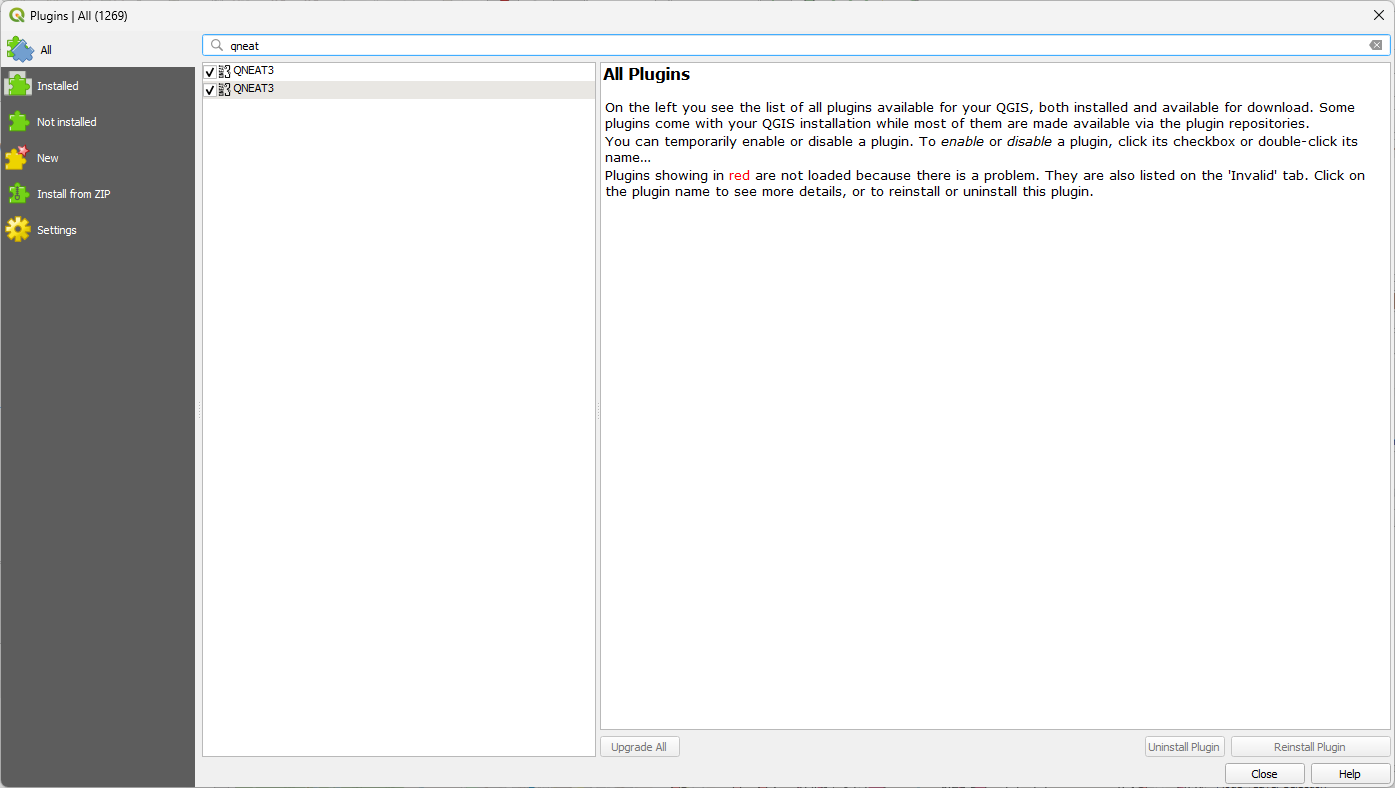 Plugins | All (1269)
All
Installed
Not installed
New
Install from ZIP
Settings
qneat
QNEAT3
QNEAT3
All Plugins
On the left you see the list of all plugins available for your QGIS, both installed and available for download. Some
plugins come with your QGIS installation while most of them are made available via the plugin repositories.
You can temporarily enable or disable a plugin. To enable or disable a plugin, click its checkbox or double-click its
name...
Plugins showing in red are not loaded because there is a problem. They are also listed on the 'Invalid' tab. Click on
the plugin name to see more details, or to reinstall or uninstall this plugin.
Upgrade All
Uninstall Plugin
Reinstall Plugin
Close
Help